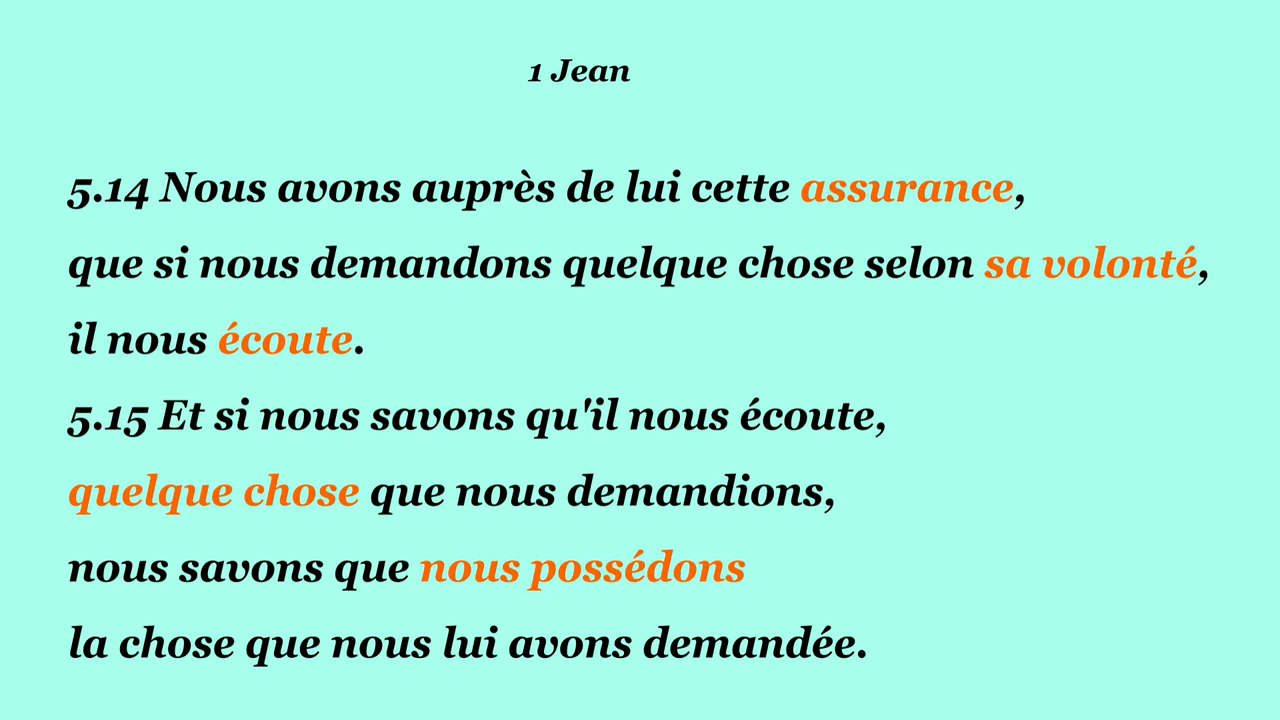 1 Jean
5.14 Nous avons auprès de lui cette assurance,
que si nous demandons quelque chose selon sa volonté,
il nous écoute.
5.15 Et si nous savons qu'il nous écoute,
quelque chose que nous demandions,
nous savons que nous possédons
la chose que nous lui avons demandée.